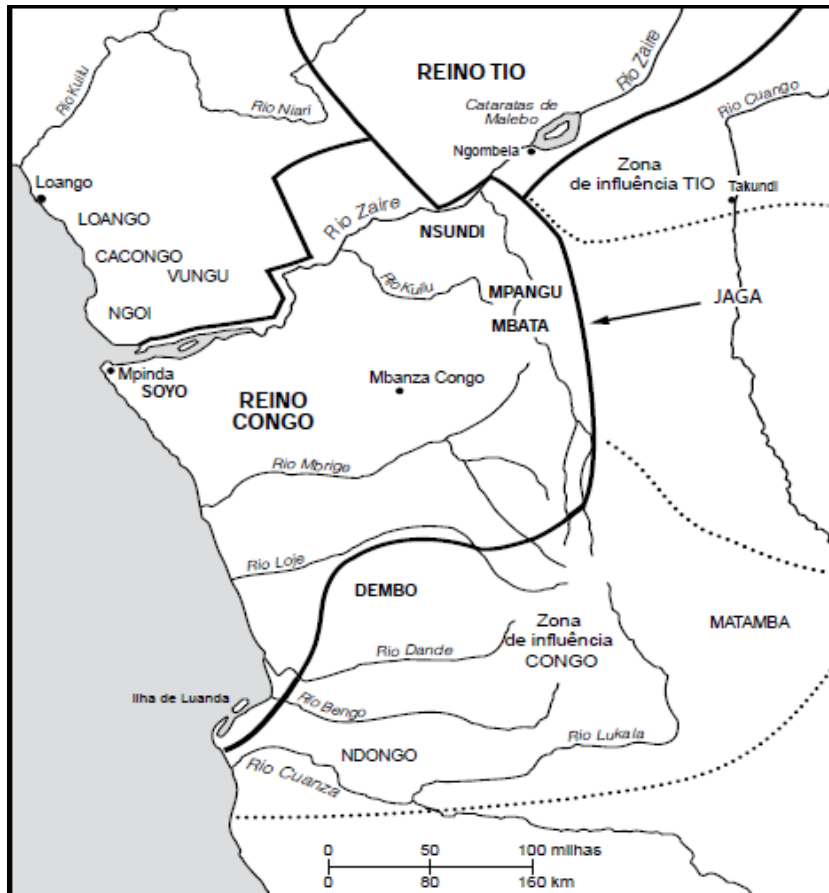 REINO TIO
Rio Zaire
Rio Kuilu
Rio Niari
Cataratas de
Malebo
Rio Cuango
Ngombela
Zona
de influência TIO
Takundi
Loango
LOANGO
Rio Zaire
NSUNDI
CACONGO
VUNGU
Rio Kuilu
MPANGU
JAGA
NGOI
MBATA
Mpinda
SOYO
REINO
CONGO
Mbanza Congo
Rio Mbrige
Rio Loje
DEMBO
Zona
de influência
CONGO
MATAMBA
Rio Dande
Ilha de Luanda
Rio Bengo
Rio Lukala
NDONGO
Rio Cuanza
0 50 100 milhas
0 80 160 km